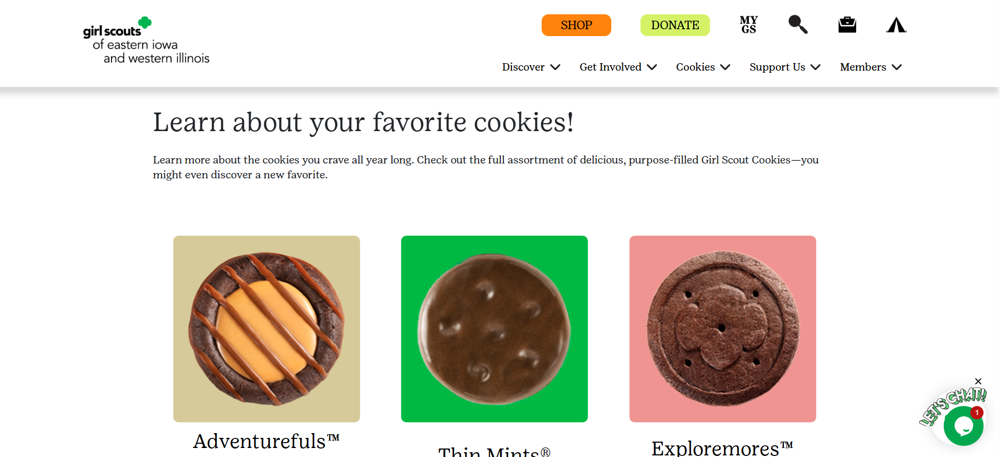 girl scouts
of eastern iowa
and western illinois
SHOP
DONATE
MY
GS
Discover
Get Involved
Cookies
Support Us
Members
Learn about your favorite cookies!
Learn more about the cookies you crave all year long. Check out the full assortment of delicious, purpose-filled Girl Scout Cookies—you
might even discover a new favorite.
Adventurefuls™
Thin Mints®
Exploremores™
LET'S CHAT!
1